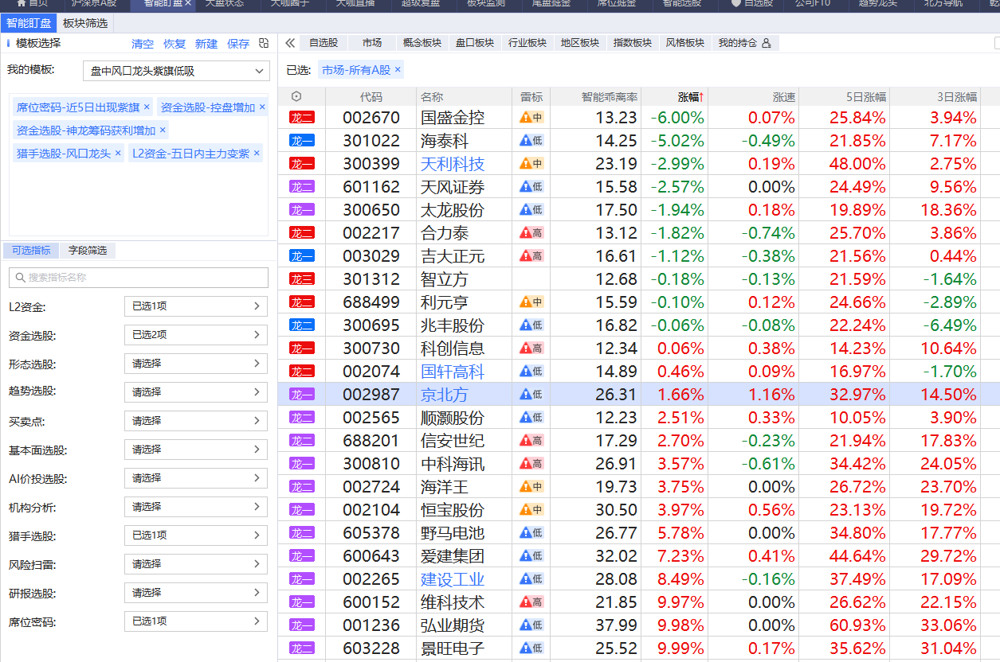 首页 沪深京A股 智能盯盘× 大盘状态 大咖圈子 大咖直播 超级复盘 板块监测 尾盘掘金 席位掘金 智能选股 自选股 公司F10 趋势龙头 北方导航
智能盯盘 板块筛选
模板选择 清空 恢复 新建 保存
我的模板: 盘中风口龙头紫旗低吸
席位密码-近5日出现紫旗 × 资金选股-控盘增加 ×
资金选股-神龙筹码获利增加 ×
猎手选股-风口龙头 × L2资金-五日内主力变紫 ×
可选指标 字段筛选
搜索指标名称
L2资金: 已选1项
资金选股: 已选2项
形态选股: 请选择
趋势选股: 请选择
买卖点: 请选择
基本面选股: 请选择
AI价投选股: 请选择
机构分析: 请选择
猎手选股: 已选1项
风险扫雷: 请选择
研报选股: 请选择
席位密码: 已选1项
自选股 市场 概念板块 盘口板块 行业板块 地区板块 指数板块 风格板块 我的持仓
已选: 市场-所有A股 ×
代码 名称 雷标 智能乖离率 涨幅↑ 涨速 5日涨幅 3日涨幅
龙二 002670 国盛金控 中 13.23 -6.00% 0.07% 25.84% 3.94%
龙一 301022 海泰科 低 14.25 -5.02% -0.49% 21.85% 7.17%
龙一 300399 天利科技 中 23.19 -2.99% 0.19% 48.00% 2.75%
龙二 601162 天风证券 低 15.58 -2.57% 0.00% 24.49% 9.56%
龙一 300650 太龙股份 低 17.50 -1.94% 0.18% 19.89% 18.36%
龙二 002217 合力泰 高 13.12 -1.82% -0.74% 25.70% 3.86%
龙一 003029 吉大正元 高 16.61 -1.12% -0.38% 21.56% 0.44%
龙三 301312 智立方 12.68 -0.18% -0.13% 21.59% -1.64%
龙二 688499 利元亨 中 15.59 -0.10% 0.12% 24.66% -2.89%
龙二 300695 兆丰股份 低 16.82 -0.06% -0.08% 22.24% -6.49%
龙一 300730 科创信息 高 12.34 0.06% 0.38% 14.23% 10.64%
龙二 002074 国轩高科 低 14.89 0.46% 0.09% 16.97% -1.70%
龙一 002987 京北方 低 26.31 1.66% 1.16% 32.97% 14.50%
龙二 002565 顺灏股份 低 12.23 2.51% 0.33% 10.05% 3.90%
龙二 688201 信安世纪 高 17.29 2.70% -0.23% 21.94% 17.83%
龙一 300810 中科海讯 高 26.91 3.57% -0.61% 34.42% 24.05%
龙二 002724 海洋王 中 19.73 3.75% 0.00% 26.72% 23.70%
龙一 002104 恒宝股份 中 30.50 3.97% 0.56% 23.13% 19.72%
龙二 605378 野马电池 低 26.77 5.78% 0.00% 34.80% 17.77%
龙一 600643 爱建集团 低 32.02 7.23% 0.41% 44.64% 29.72%
龙一 002265 建设工业 低 28.08 8.49% -0.16% 37.49% 17.09%
龙一 600152 维科技术 高 21.85 9.97% 0.00% 26.62% 22.15%
龙一 001236 弘业期货 低 37.99 9.98% 0.00% 60.93% 33.06%
龙二 603228 景旺电子 低 25.52 9.99% 0.17% 35.62% 31.04%